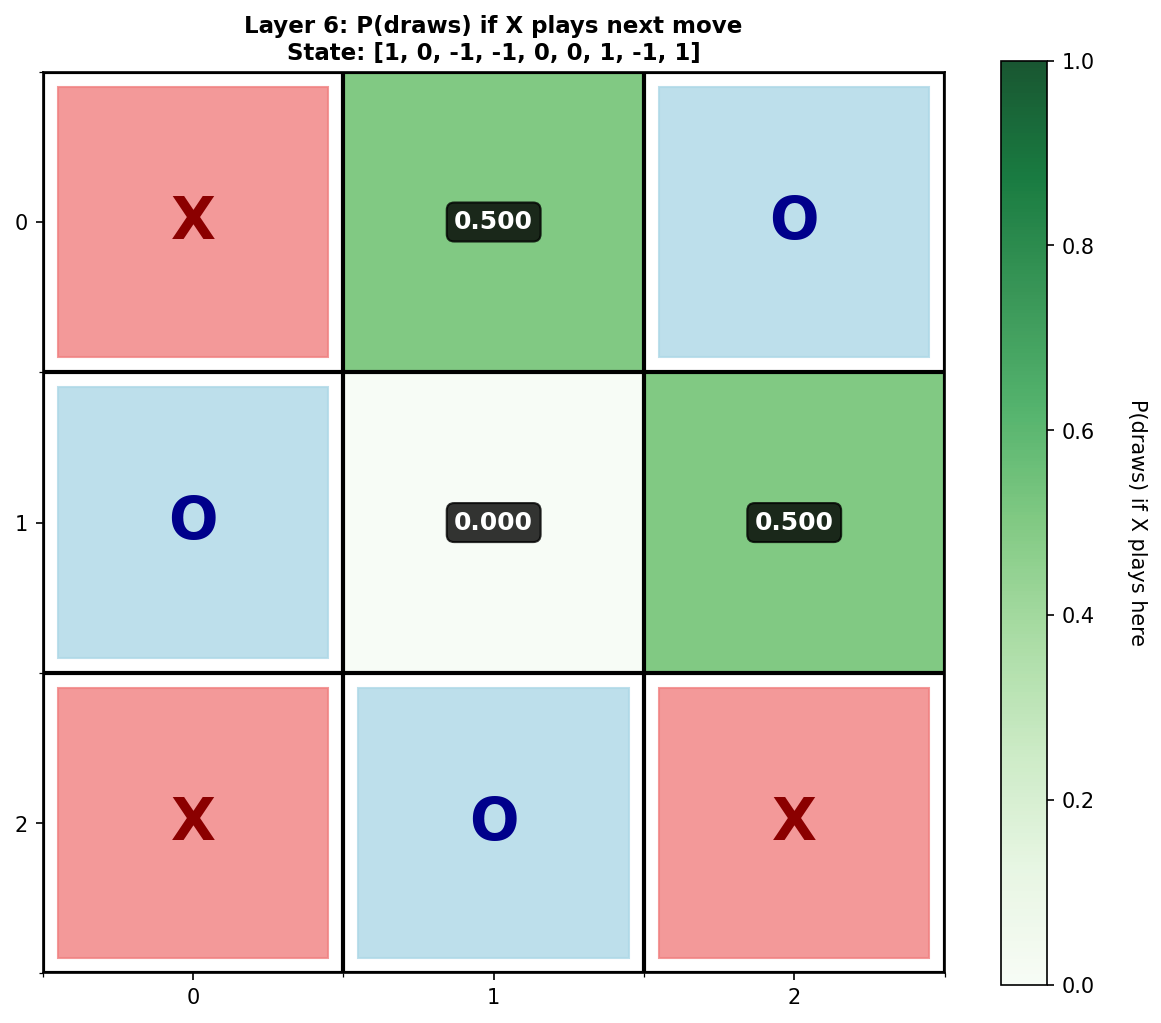 Layer 6: P(draws) if X plays next move
State: [1, 0, -1, -1, 0, 0, 1, -1, 1]
X
0.500
O
O
0.000
0.500
X
O
X
0
1
2
0
1
2
1.0
0.8
0.6
0.4
0.2
0.0
P(draws) if X plays here